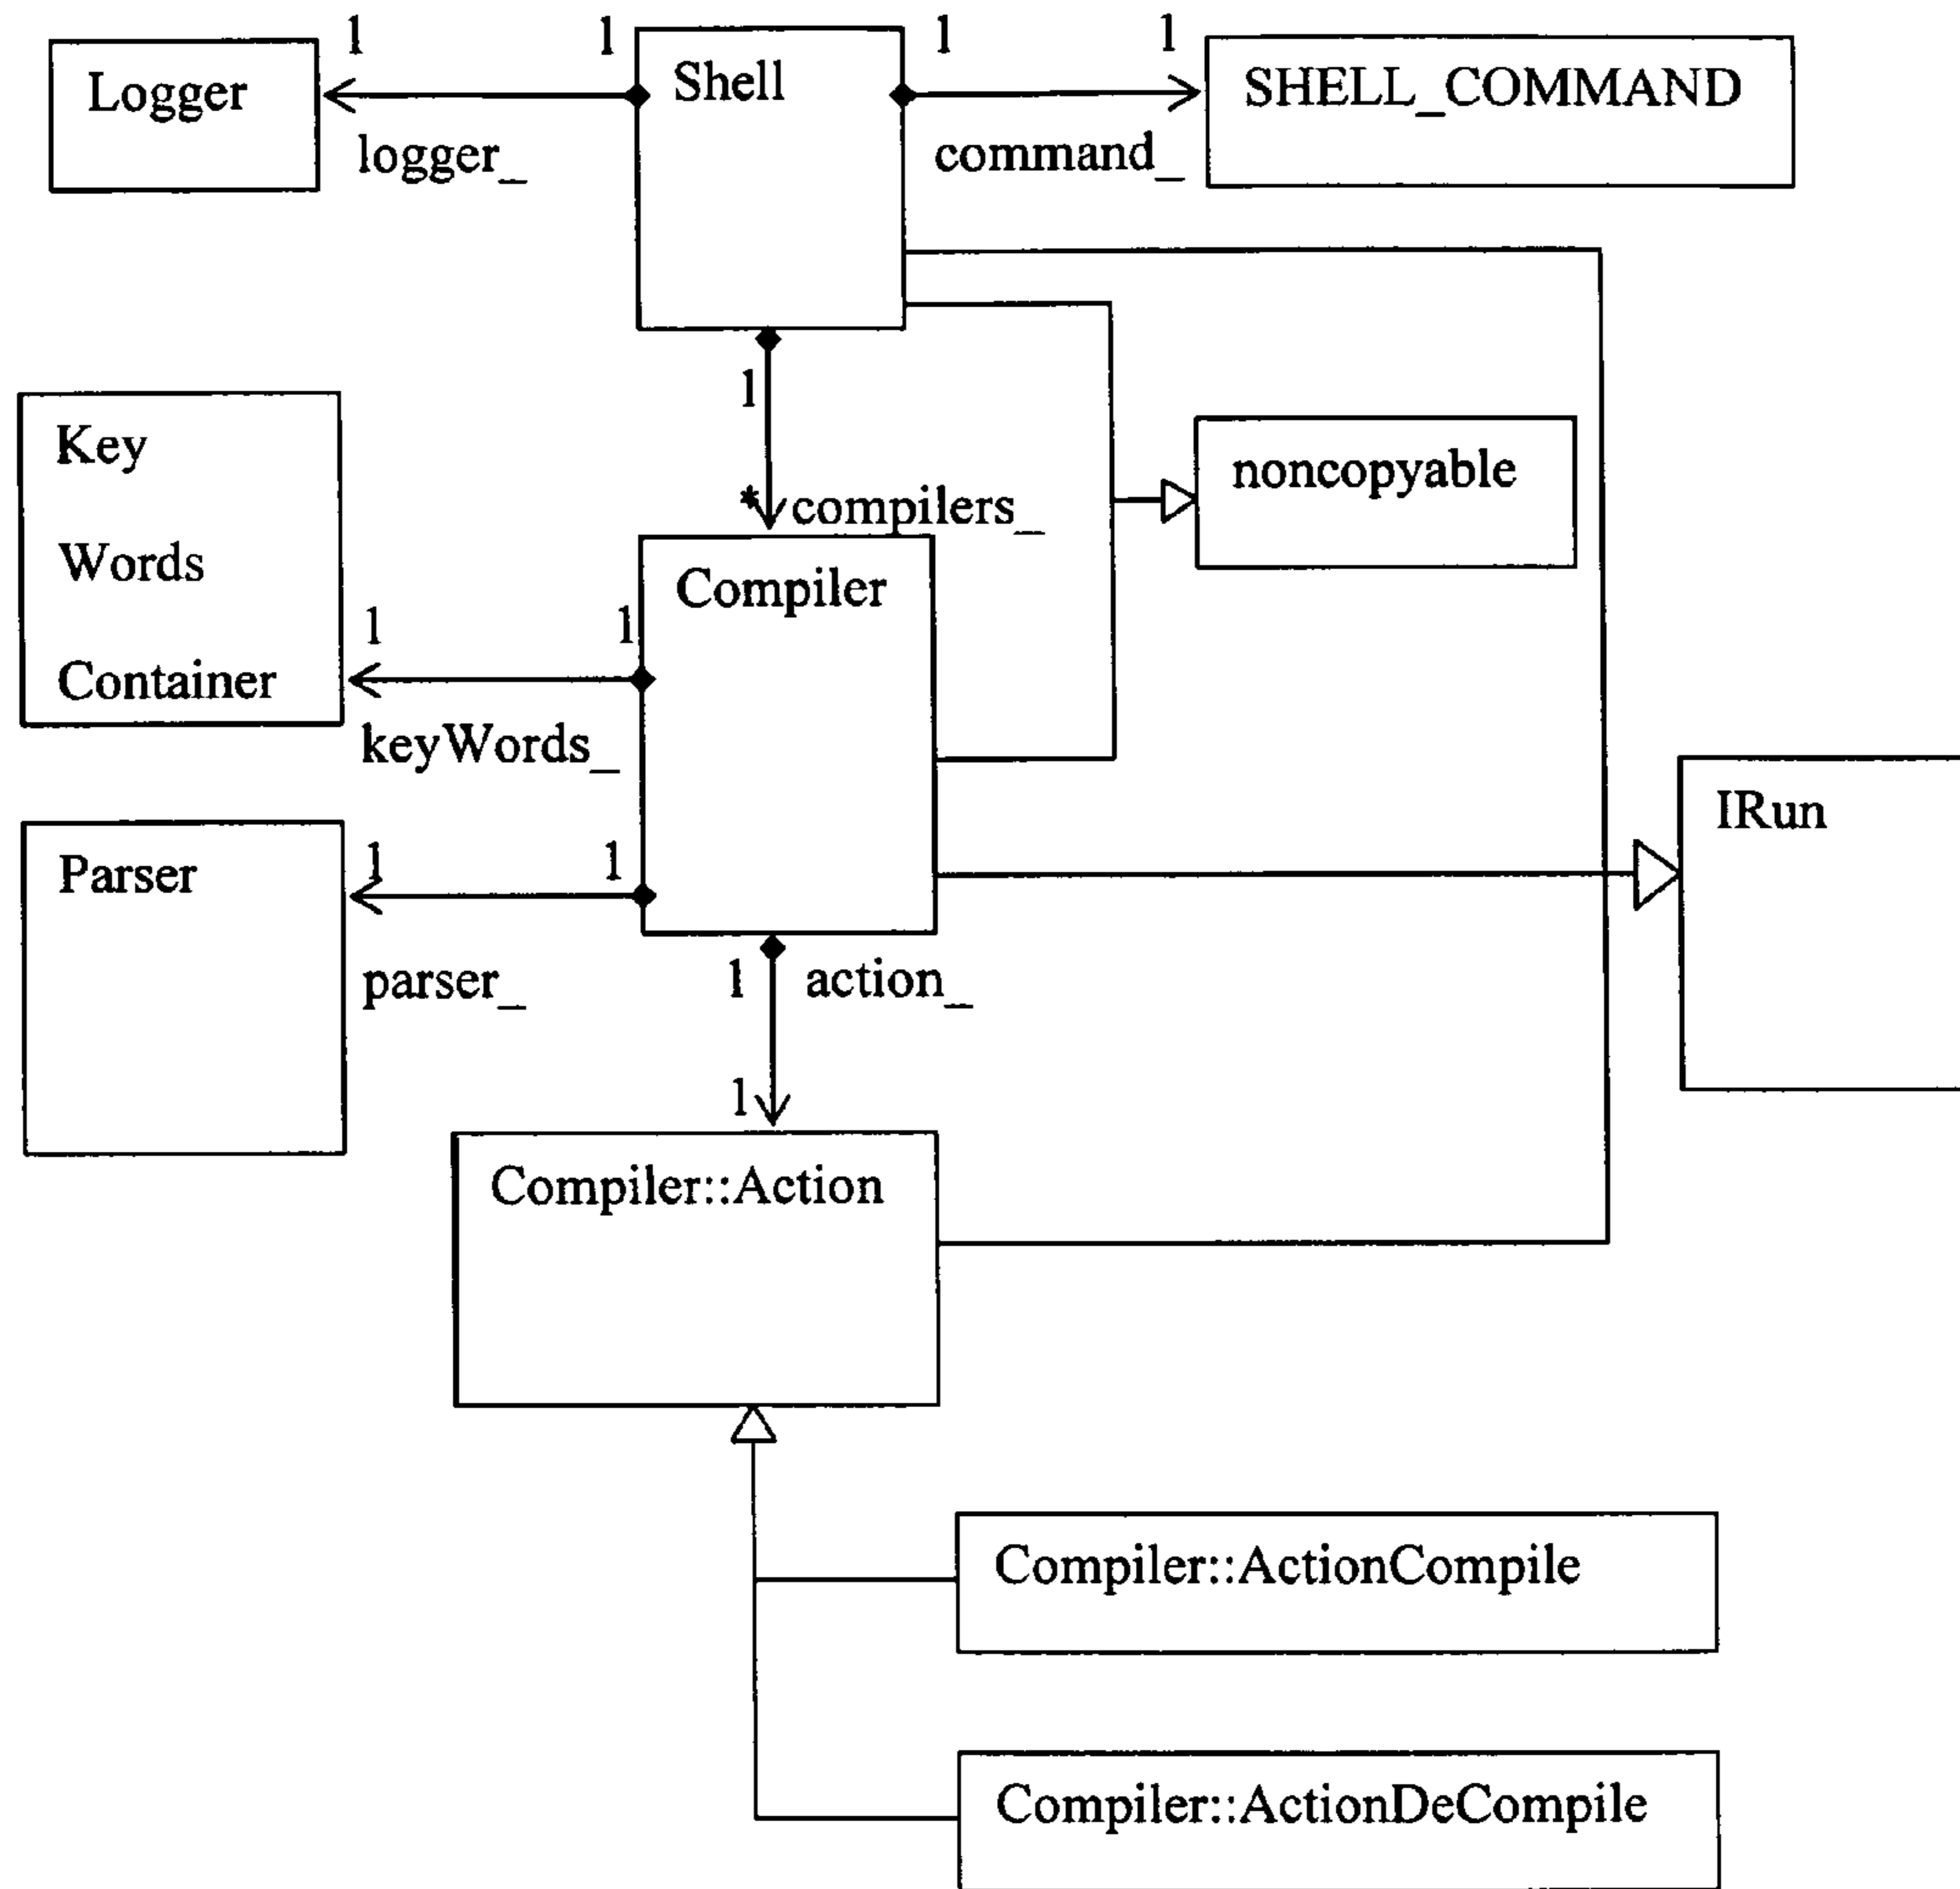 1 1 1 1
Logger
Shell
SHELL_COMMAND
logger_
command_
1
* compilers_
Key
Words
Container
noncopyable
Compiler
1 1
keyWords_
IRun
Parser
1 1
parser_
1 action_
1
Compiler::Action
Compiler::ActionCompile
Compiler::ActionDeCompile